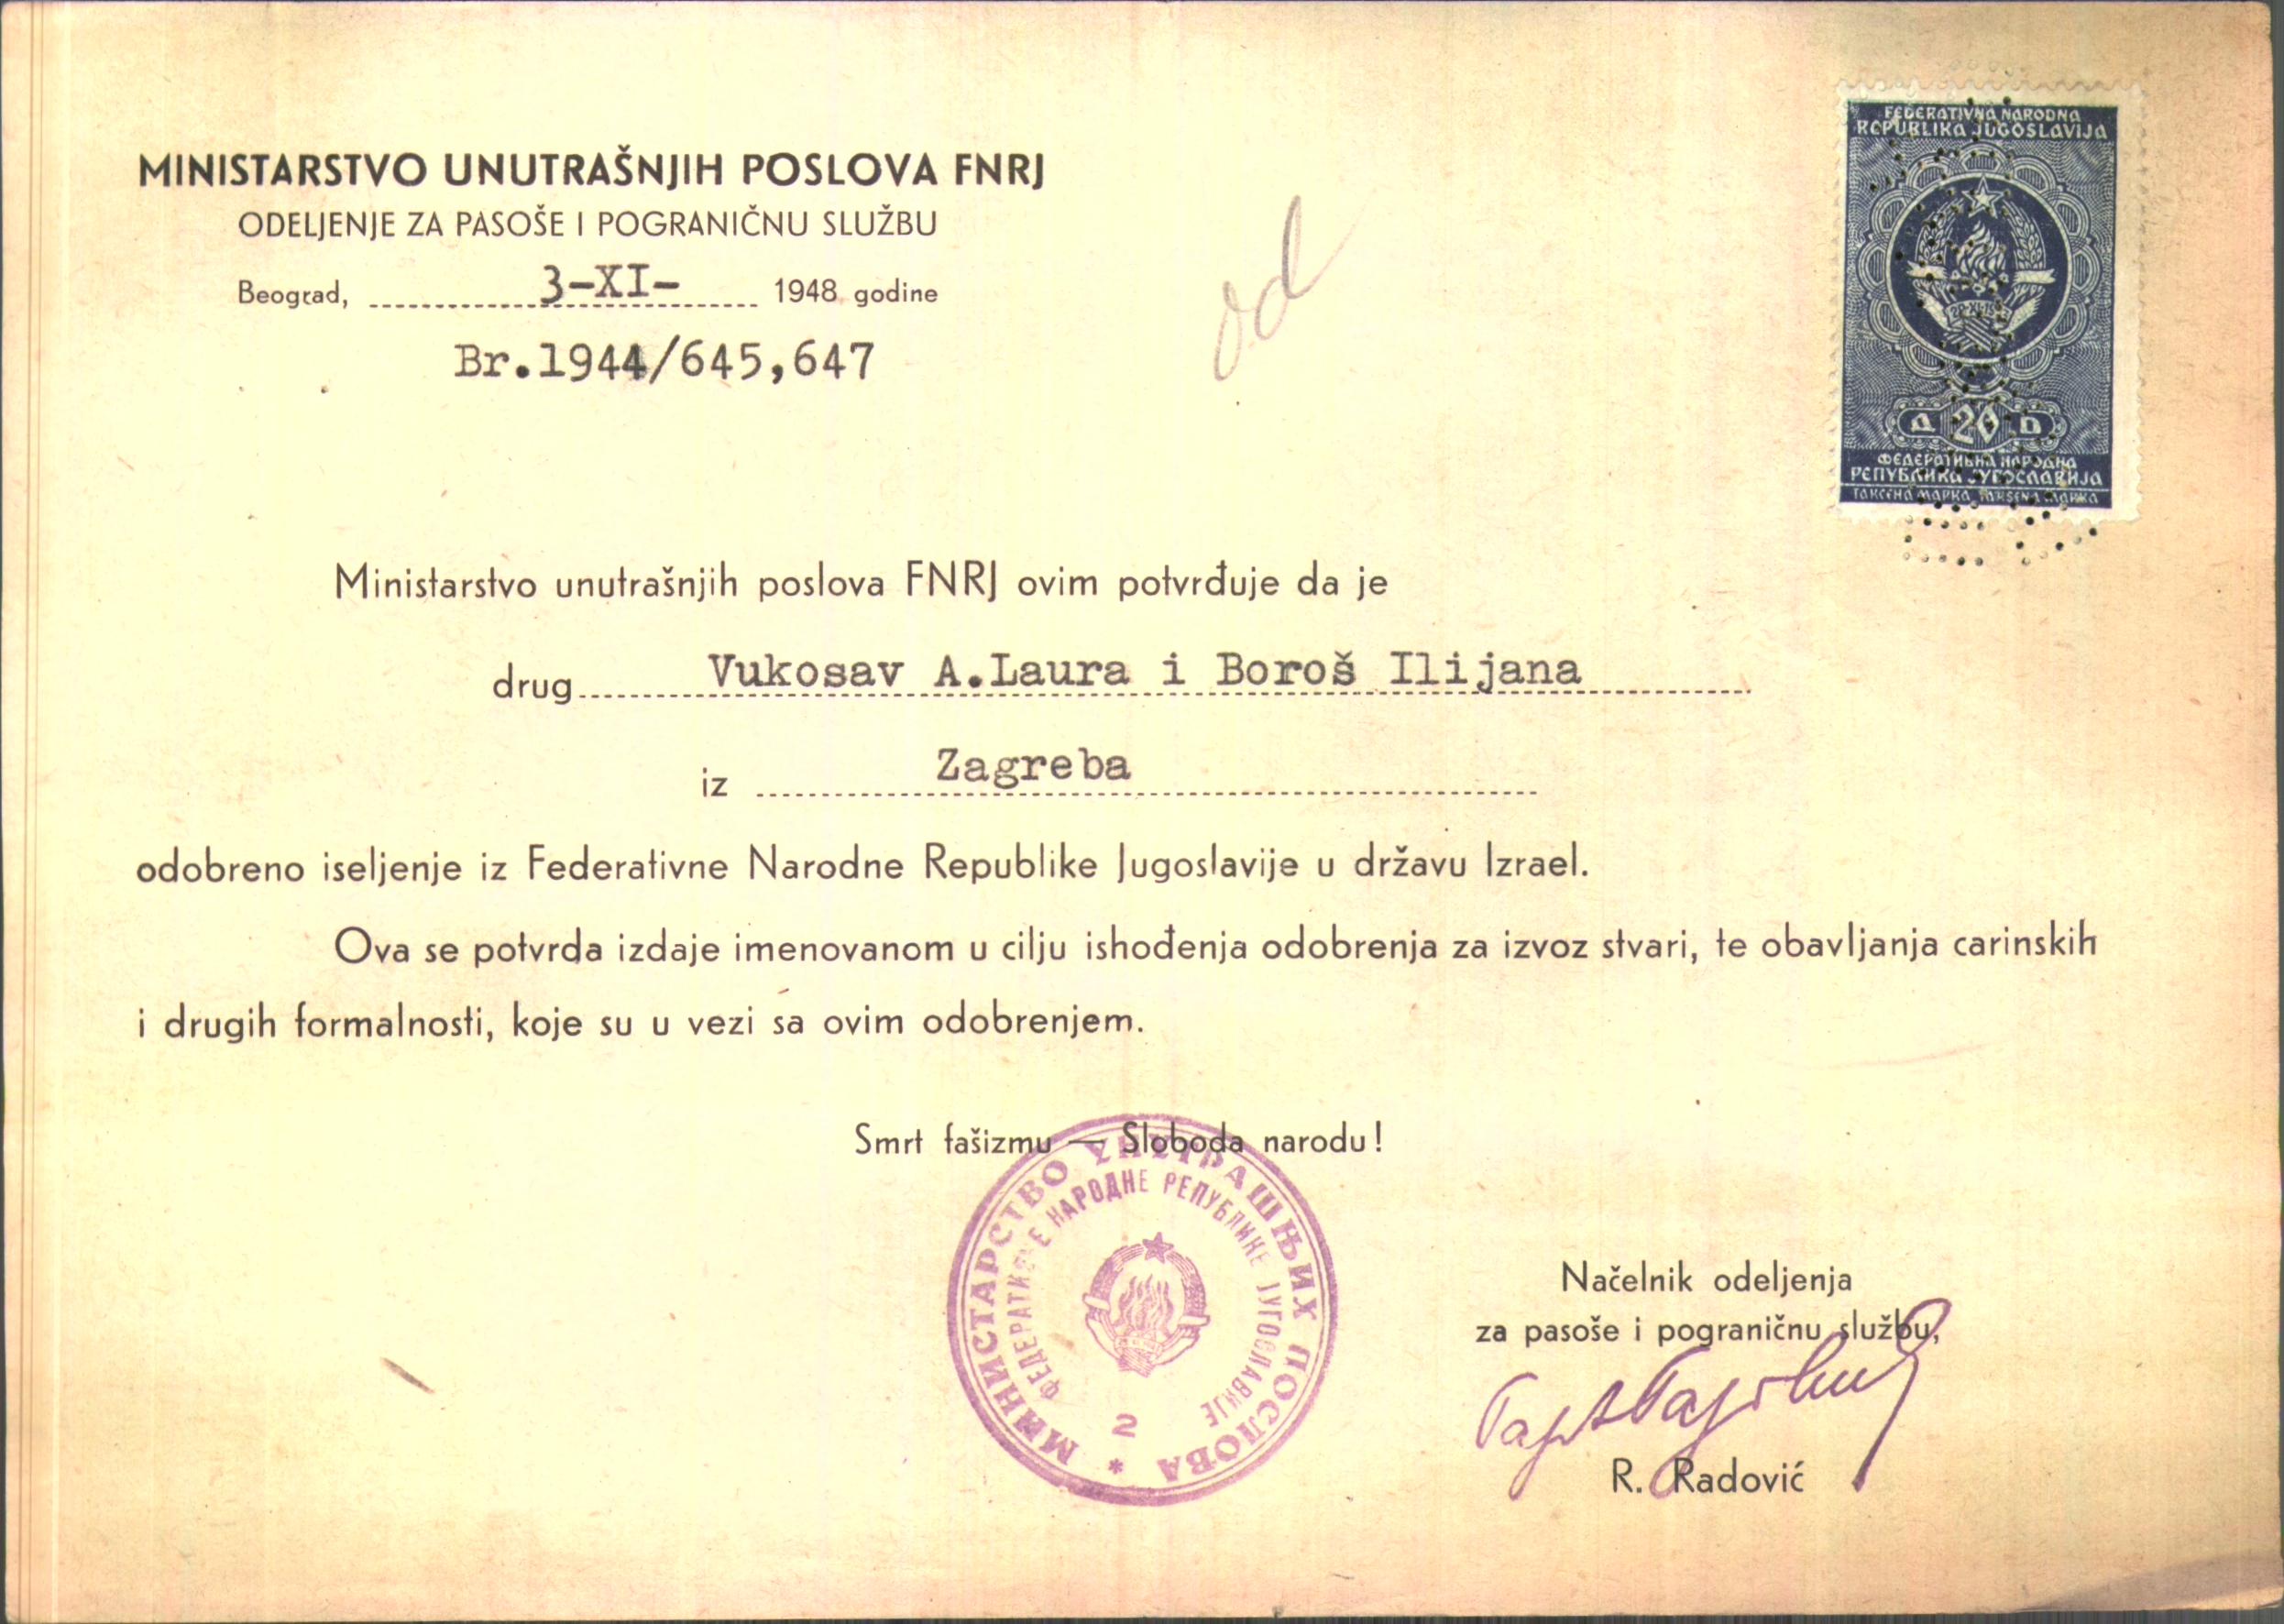 MINISTARSTVO UNUTRAŠNJIH POSLOVA FNRJ
ODELJENJE ZA PASOŠE I POGRANIČNU SLUŽBU
Beograd, 3-XI- 1948 godine
Br.1944/645,647
od
FEDERATIVNA NARODNA
REPUBLIKA JUGOSLAVIJA
Д 20 D
ФЕДЕРАТИВНА НАРОДНА
РЕПУБЛИКА ЈУГОСЛАВИЈА
ТАКСЕНА МАРКА, TAKSENA MARKA
Ministarstvo unutrašnjih poslova FNRJ ovim potvrđuje da je
drug Vukosav A.Laura i Boroš Ilijana
iz Zagreba
odobreno iseljenje iz Federativne Narodne Republike Jugoslavije u državu Izrael.
Ova se potvrda izdaje imenovanom u cilju ishođenja odobrenja za izvoz stvari, te obavljanja carinskih
i drugih formalnosti, koje su u vezi sa ovim odobrenjem.
Smrt fašizmu — Sloboda narodu!
МИНИСТАРСТВО УНУТРАШЊИХ ПОСЛОВА *
ФЕДЕРАТИВНЕ НАРОДНЕ РЕПУБЛИКЕ ЈУГОСЛАВИЈЕ
2
Načelnik odeljenja
za pasoše i pograničnu službu,
R. Radović